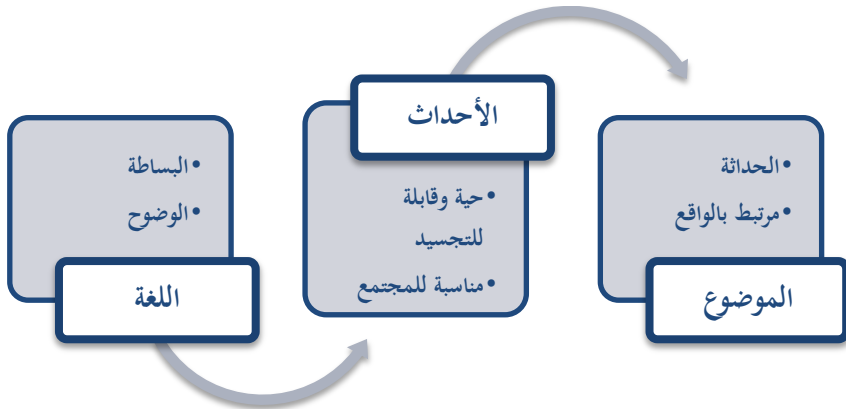 الموضوع
•الحداثة
•مرتبط بالواقع
الأحداث
•حية وقابلة
للتجسيد
•مناسبة للمجتمع
اللغة
•البساطة
•الوضوح